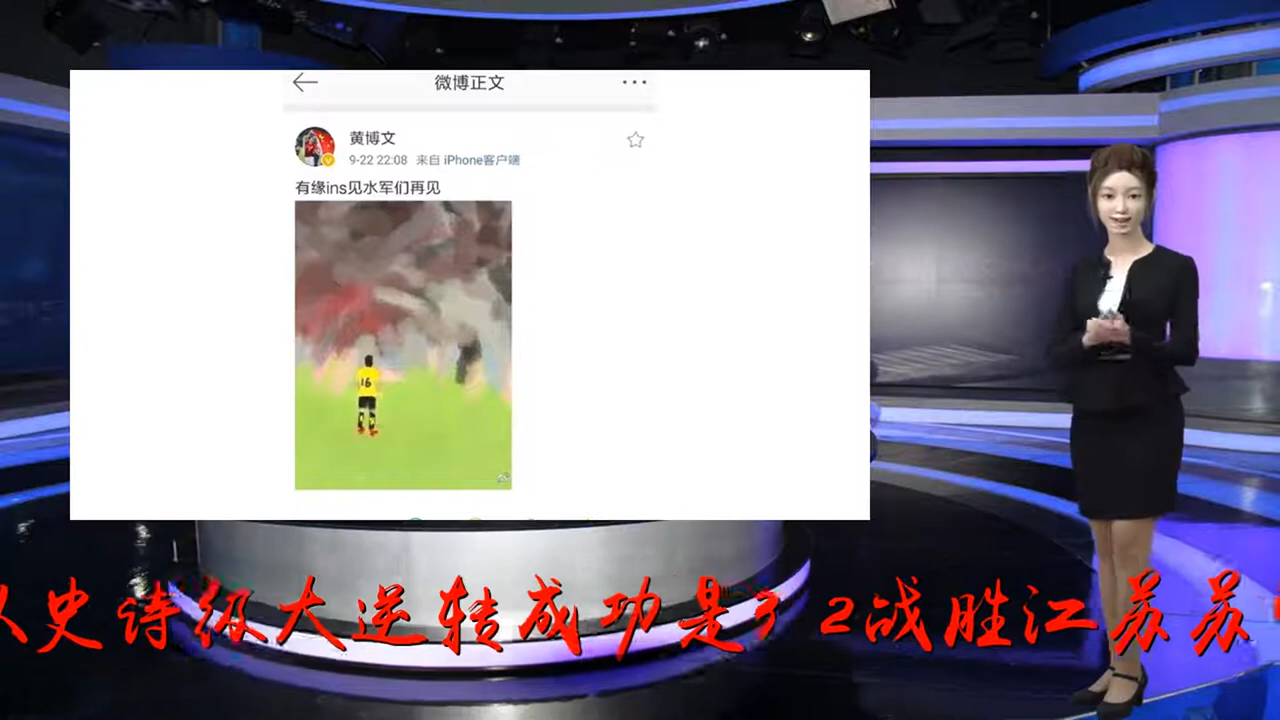 微博正文
黄博文
9-22 22:08 来自 iPhone客户端
有缘ins见水军们再见
16
史诗级大逆转成功是3 2战胜江苏苏